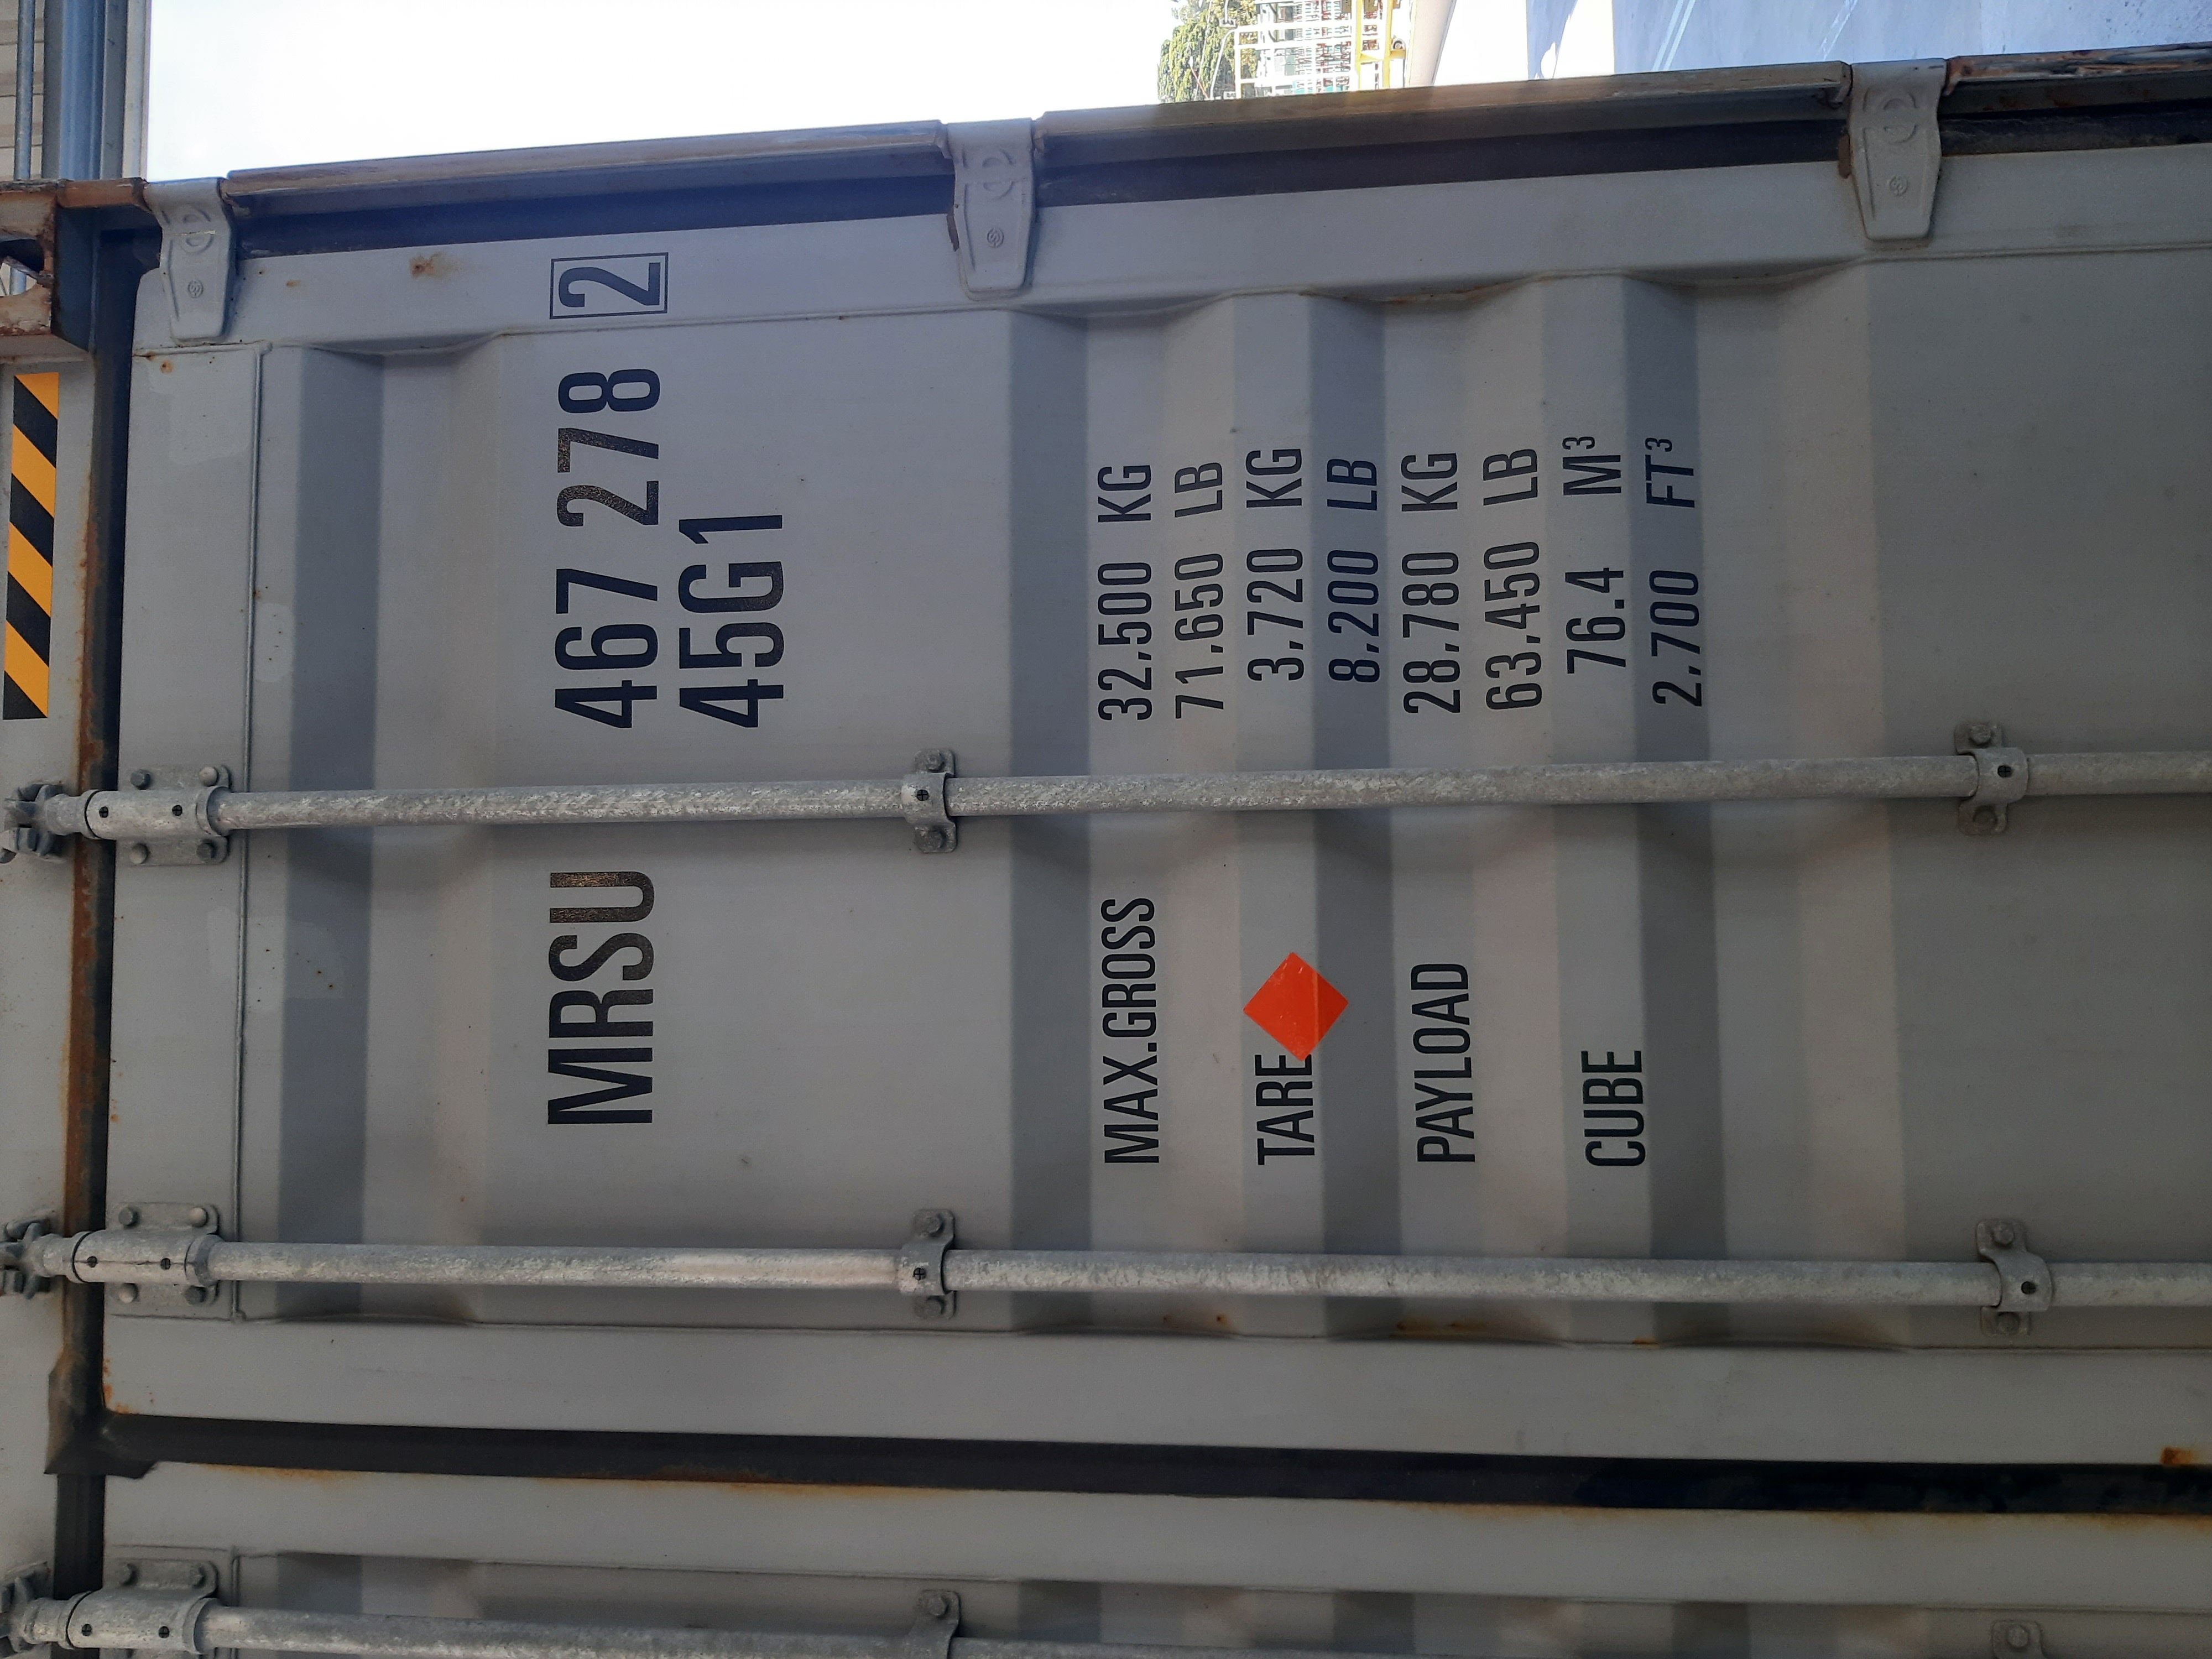 MRSU 467 278 2
45G1
MAX.GROSS 32,500 KG
71,650 LB
TARE 3,720 KG
8,200 LB
PAYLOAD 28,780 KG
63,450 LB
CUBE 76.4 M³
2,700 FT³